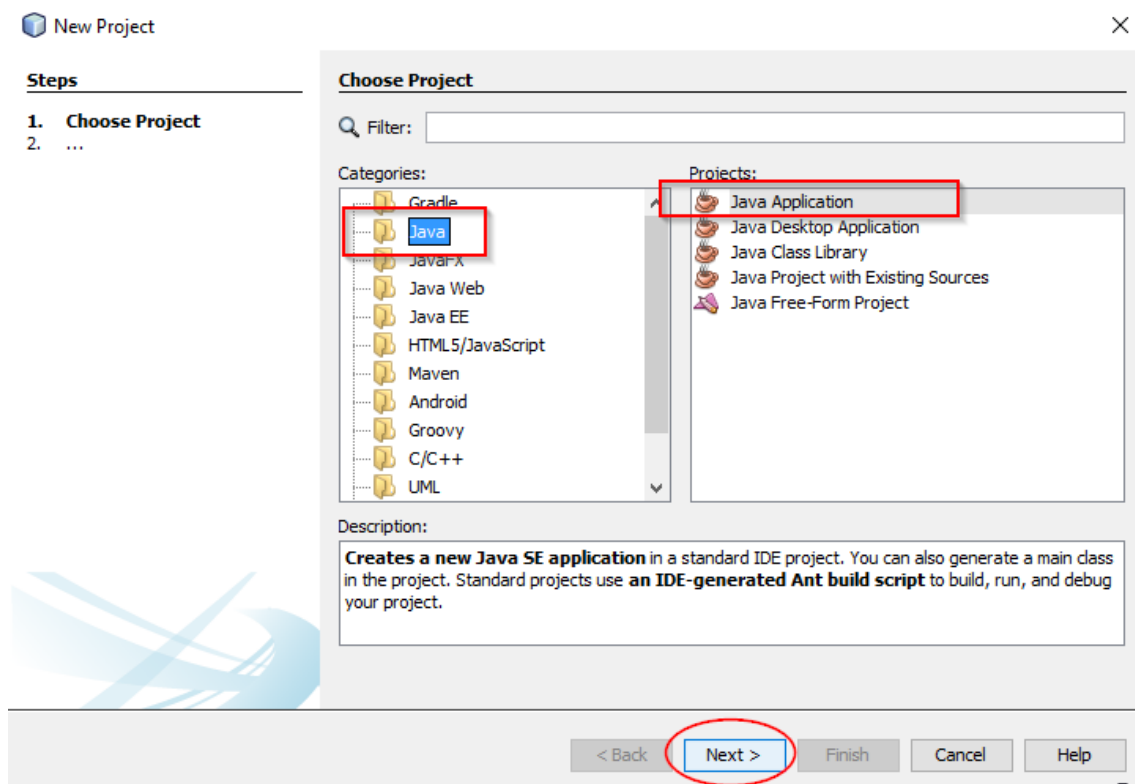 New Project
Steps
1. Choose Project
2. ...
Choose Project
Filter:
Categories:
Gradle
Java
JavaFX
Java Web
Java EE
HTML5/JavaScript
Maven
Android
Groovy
C/C++
UML
Projects:
Java Application
Java Desktop Application
Java Class Library
Java Project with Existing Sources
Java Free-Form Project
Description:
Creates a new Java SE application in a standard IDE project. You can also generate a main class
in the project. Standard projects use an IDE-generated Ant build script to build, run, and debug
your project.
< Back
Next >
Finish
Cancel
Help